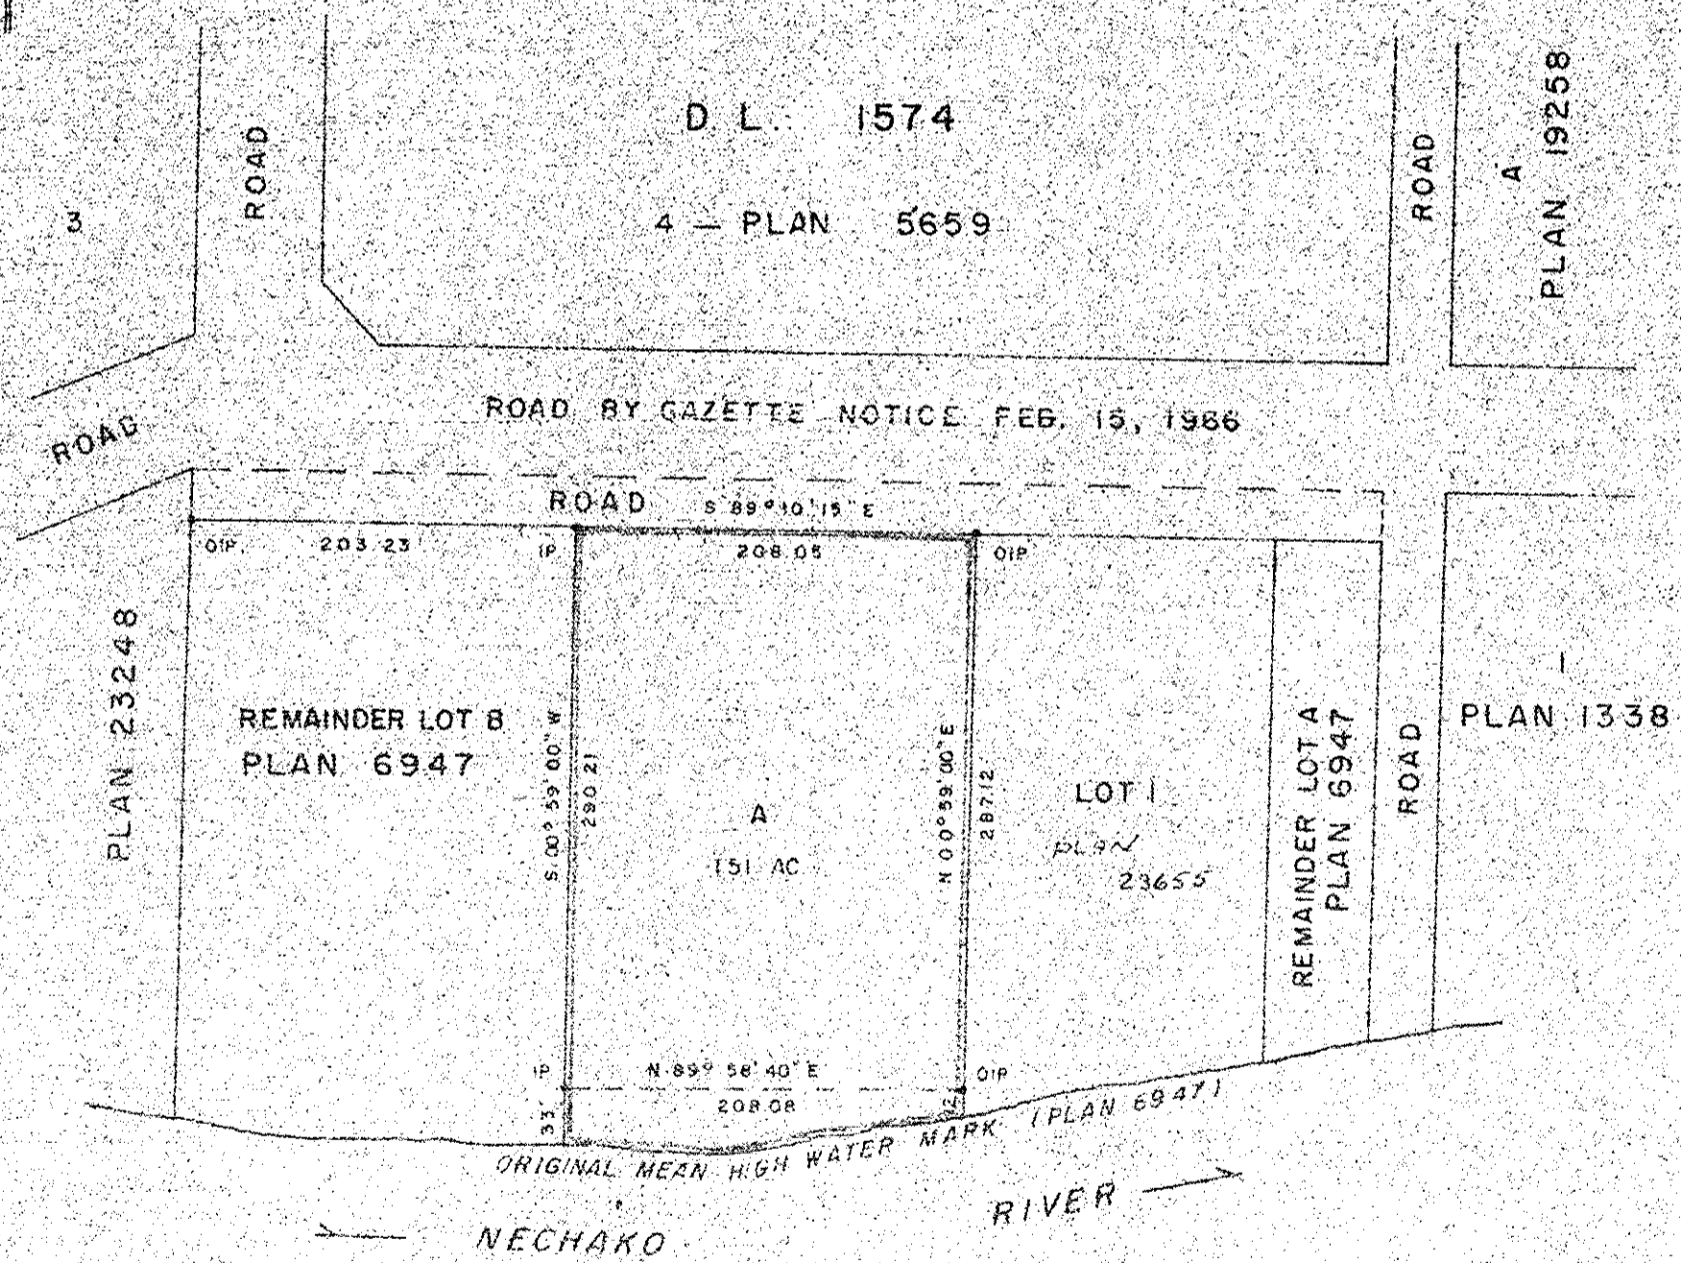 D. L. 1574
4 — PLAN 5659
3
ROAD
ROAD
A
PLAN 19258
ROAD
ROAD BY GAZETTE NOTICE FEB. 15, 1966
ROAD
S 89° 10' 15" E
OIP
203 23
IP
208.05
OIP
PLAN 23248
REMAINDER LOT B
PLAN 6947
S. 00° 59' 00" W
290 21
A
1.51 AC
N 00° 59' 00" E
287.12
LOT 1
PLAN
23655
REMAINDER LOT A
PLAN 6947
ROAD
1
PLAN 1338
IP
N 89° 58' 40" E
OIP
33'
208.08
ORIGINAL MEAN HIGH WATER MARK (PLAN 6947)
NECHAKO RIVER